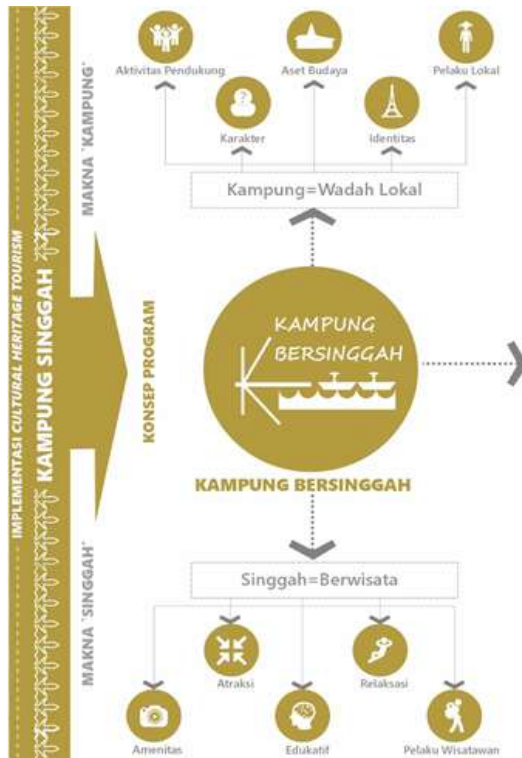 IMPLEMENTASI CULTURAL HERITAGE TOURISM
KAMPUNG SINGGAH
MAKNA 'KAMPUNG'
Aktivitas Pendukung
Aset Budaya
Pelaku Lokal
?
Karakter
Identitas
Kampung=Wadah Lokal
KONSEP PROGRAM
KAMPUNG
BERSINGGAH
KAMPUNG BERSINGGAH
MAKNA 'SINGGAH'
Singgah=Berwisata
Atraksi
Relaksasi
Amenitas
Edukatif
Pelaku Wisatawan